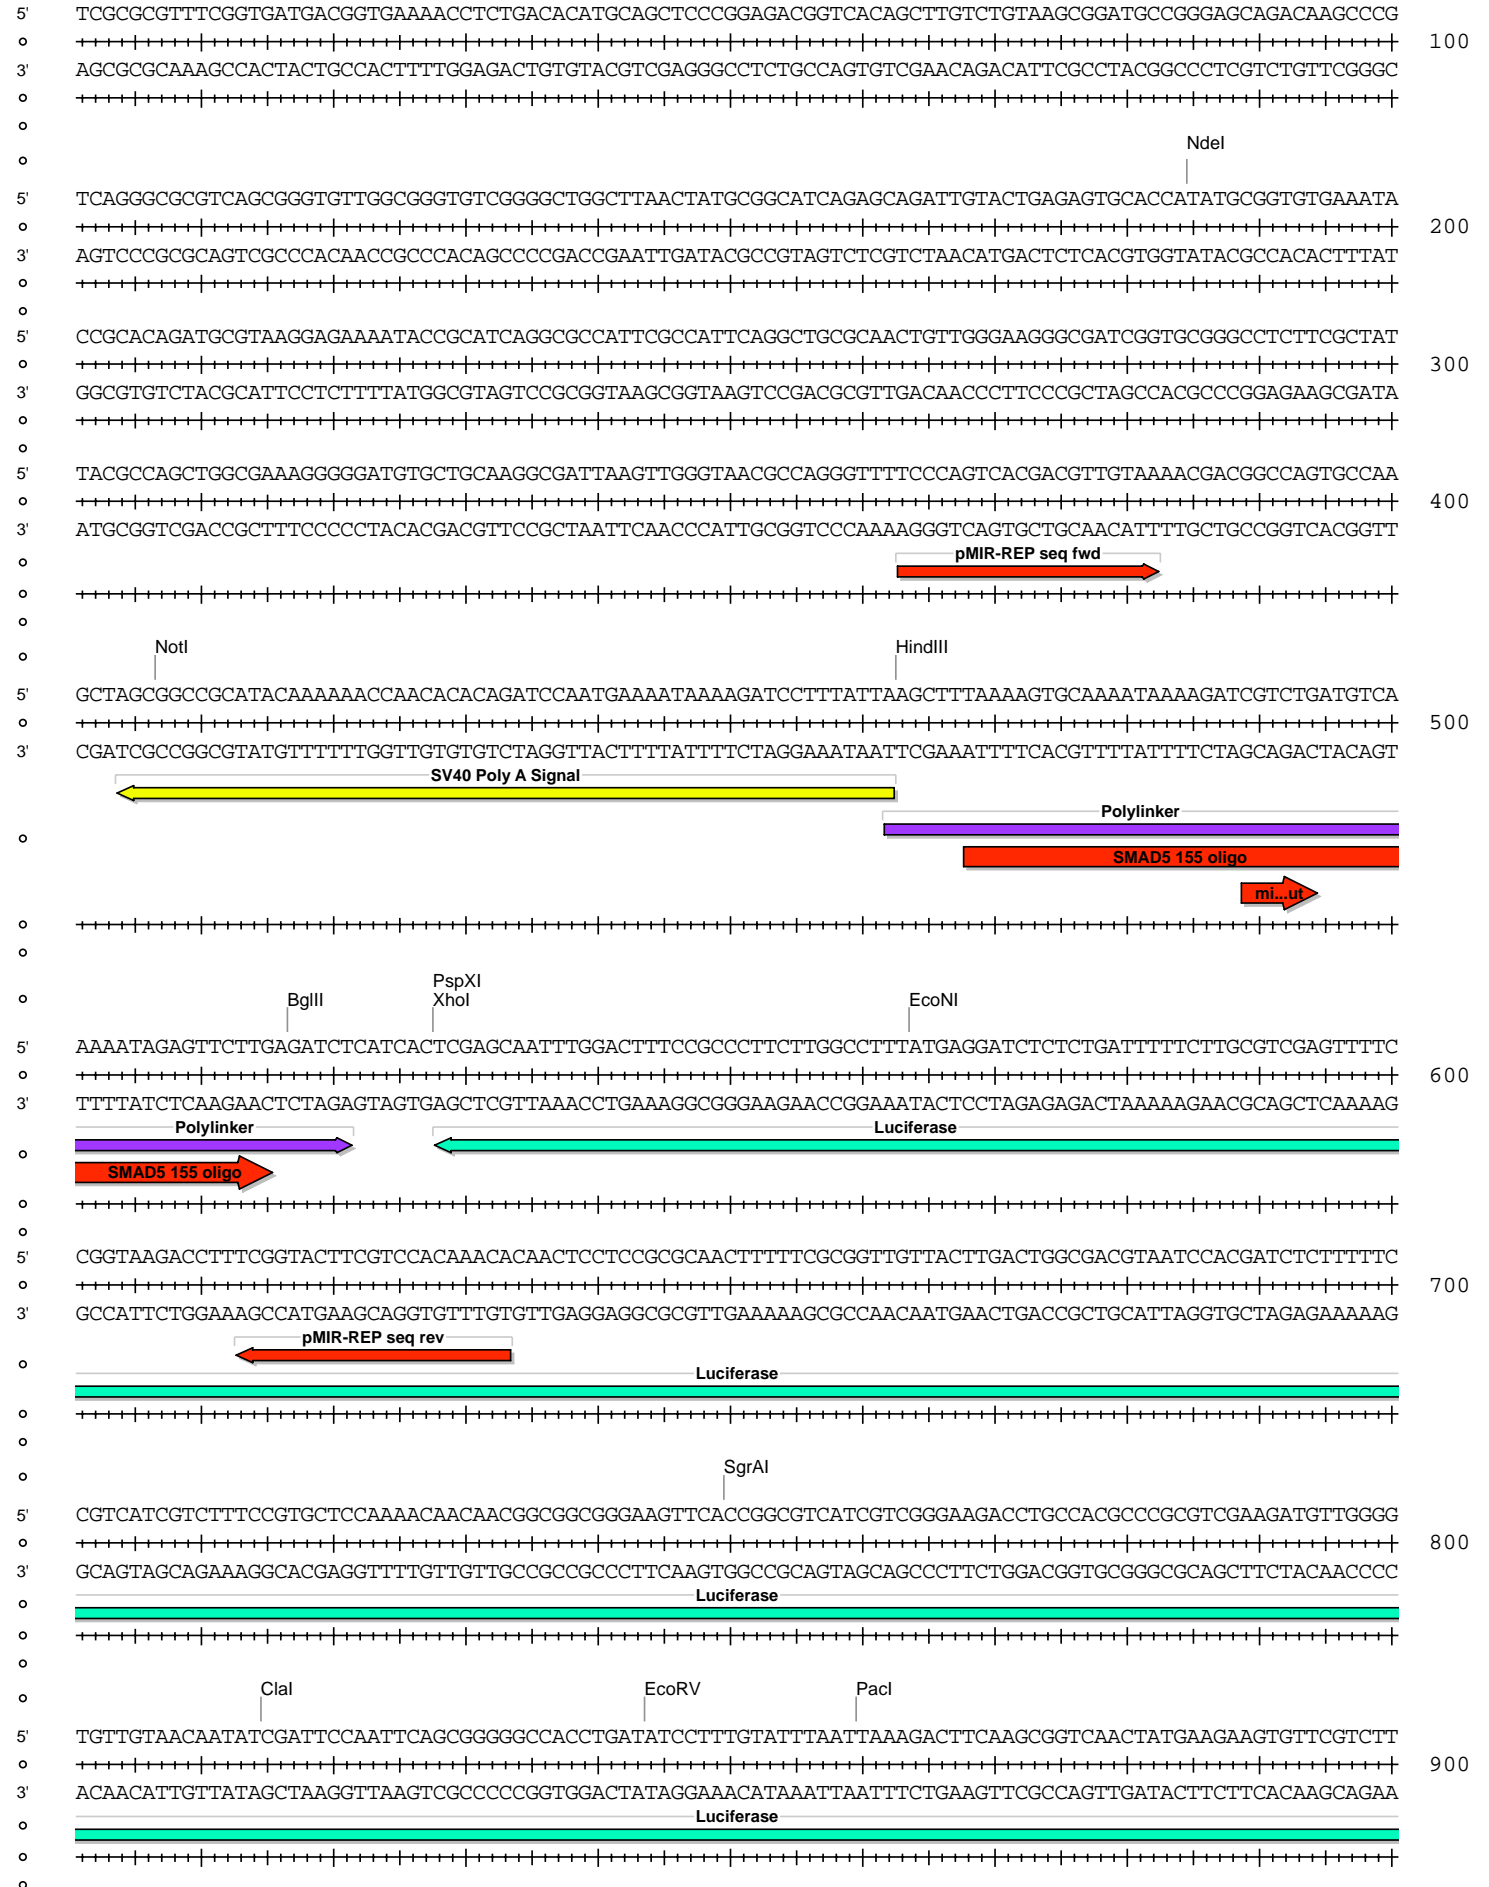 5' TCGCGCGTTTCGGTGATGACGGTGAAAACCTCTGACACATGCAGCTCCCGGAGACGGTCACAGCTTGTCTGTAAGCGGATGCCGGGAGCAGACAAGCCCG
100
3' AGCGCGCAAAGCCACTACTGCCACTTTTGGAGACTGTGTACGTCGAGGGCCTCTGCCAGTGTCGAACAGACATTCGCCTACGGCCCTCGTCTGTTCGGGC
NdeI
5' TCAGGGCGCGTCAGCGGGTGTTGGCGGGTGTCGGGGCTGGCTTAACTATGCGGCATCAGAGCAGATTGTACTGAGAGTGCACCATATGCGGTGTGAAATA
200
3' AGTCCCGCGCAGTCGCCCACAACCGCCCACAGCCCCGACCGAATTGATACGCCGTAGTCTCGTCTAACATGACTCTCACGTGGTATACGCCACACTTTAT
5' CCGCACAGATGCGTAAGGAGAAAATACCGCATCAGGCGCCATTCGCCATTCAGGCTGCGCAACTGTTGGGAAGGGCGATCGGTGCGGGCCTCTTCGCTAT
300
3' GGCGTGTCTACGCATTCCTCTTTTATGGCGTAGTCCGCGGTAAGCGGTAAGTCCGACGCGTTGACAACCCTTCCCGCTAGCCACGCCCGGAGAAGCGATA
5' TACGCCAGCTGGCGAAAGGGGGATGTGCTGCAAGGCGATTAAGTTGGGTAACGCCAGGGTTTTCCCAGTCACGACGTTGTAAAACGACGGCCAGTGCCAA
400
3' ATGCGGTCGACCGCTTTCCCCCTACACGACGTTCCGCTAATTCAACCCATTGCGGTCCCAAAAGGGTCAGTGCTGCAACATTTTGCTGCCGGTCACGGTT
pMIR-REP seq fwd
NotI HindIII
5' GCTAGCGGCCGCATACAAAAAACCAACACACAGATCCAATGAAAATAAAAGATCCTTTATTAAGCTTTAAAAGTGCAAAATAAAAGATCGTCTGATGTCA
500
3' CGATCGCCGGCGTATGTTTTTTGGTTGTGTGTCTAGGTTACTTTTATTTTCTAGGAAATAATTCGAAATTTTCACGTTTTATTTTCTAGCAGACTACAGT
SV40 Poly A Signal
Polylinker
SMAD5 155 oligo
mi...ut
PspXI
BglII XhoI EcoNI
5' AAAATAGAGTTCTTGAGATCTCATCACTCGAGCAATTTGGACTTTCCGCCCTTCTTGGCCTTTATGAGGATCTCTCTGATTTTTCTTGCGTCGAGTTTTC
600
3' TTTTATCTCAAGAACTCTAGAGTAGTGAGCTCGTTAAACCTGAAAGGCGGGAAGAACCGGAAATACTCCTAGAGAGACTAAAAAGAACGCAGCTCAAAAG
Polylinker Luciferase
SMAD5 155 oligo
5' CGGTAAGACCTTTCGGTACTTCGTCCACAAACACAACTCCTCCGCGCAACTTTTTCGCGGTTGTTACTTGACTGGCGACGTAATCCACGATCTCTTTTTC
700
3' GCCATTCTGGAAAGCCATGAAGCAGGTGTTTGTGTTGAGGAGGCGCGTTGAAAAAGCGCCAACAATGAACTGACCGCTGCATTAGGTGCTAGAGAAAAAG
pMIR-REP seq rev
Luciferase
SgrAI
5' CGTCATCGTCTTTCCGTGCTCCAAAACAACAACGGCGGCGGGAAGTTCACCGGCGTCATCGTCGGGAAGACCTGCCACGCCCGCGTCGAAGATGTTGGGG
800
3' GCAGTAGCAGAAAGGCACGAGGTTTTGTTGTTGCCGCCGCCCTTCAAGTGGCCGCAGTAGCAGCCCTTCTGGACGGTGCGGGCGCAGCTTCTACAACCCC
Luciferase
ClaI EcoRV PacI
5' TGTTGTAACAATATCGATTCCAATTCAGCGGGGGCCACCTGATATCCTTTGTATTTAATTAAAGACTTCAAGCGGTCAACTATGAAGAAGTGTTCGTCTT
900
3' ACAACATTGTTATAGCTAAGGTTAAGTCGCCCCCGGTGGACTATAGGAAACATAAATTAATTTCTGAAGTTCGCCAGTTGATACTTCTTCACAAGCAGAA
Luciferase